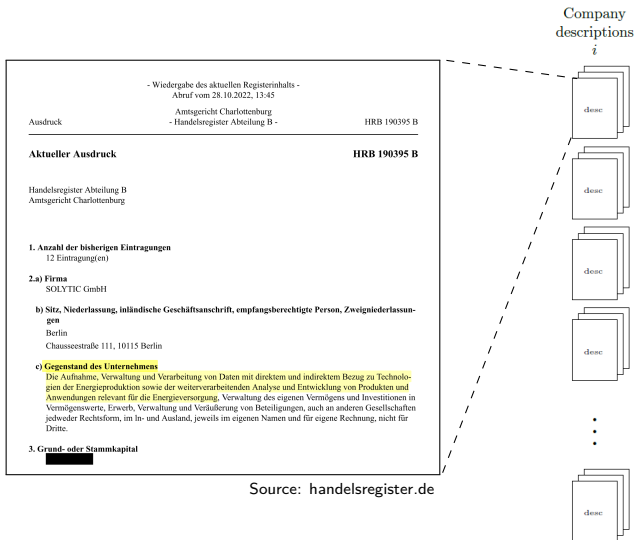 Company
descriptions
i
- Wiedergabe des aktuellen Registerinhalts -
Abruf vom 28.10.2022, 13:45
Amtsgericht Charlottenburg
Ausdruck - Handelsregister Abteilung B - HRB 190395 B
Aktueller Ausdruck HRB 190395 B
Handelsregister Abteilung B
Amtsgericht Charlottenburg
1. Anzahl der bisherigen Eintragungen
12 Eintragung(en)
2.a) Firma
SOLYTIC GmbH
b) Sitz, Niederlassung, inländische Geschäftsanschrift, empfangsberechtigte Person, Zweigniederlassun-
gen
Berlin
Chausseestraße 111, 10115 Berlin
c) Gegenstand des Unternehmens
Die Aufnahme, Verwaltung und Verarbeitung von Daten mit direktem und indirektem Bezug zu Technolo-
gien der Energieproduktion sowie der weiterverarbeitenden Analyse und Entwicklung von Produkten und
Anwendungen relevant für die Energieversorgung, Verwaltung des eigenen Vermögens und Investitionen in
Vermögenswerte, Erwerb, Verwaltung und Veräußerung von Beteiligungen, auch an anderen Gesellschaften
jedweder Rechtsform, im In- und Ausland, jeweils im eigenen Namen und für eigene Rechnung, nicht für
Dritte.
3. Grund- oder Stammkapital
Source: handelsregister.de
desc
desc
desc
desc
desc